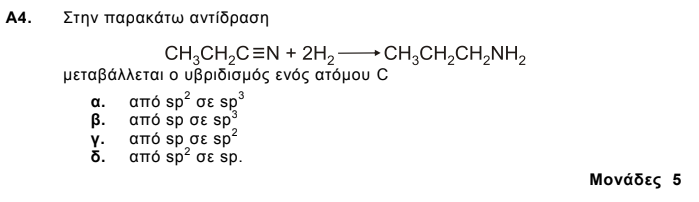 Α4. Στην παρακάτω αντίδραση
CH₃CH₂C≡N + 2H₂ ⟶ CH₃CH₂CH₂NH₂
μεταβάλλεται ο υβριδισμός ενός ατόμου C
α. από sp² σε sp³
β. από sp σε sp³
γ. από sp σε sp²
δ. από sp² σε sp.
Μονάδες 5